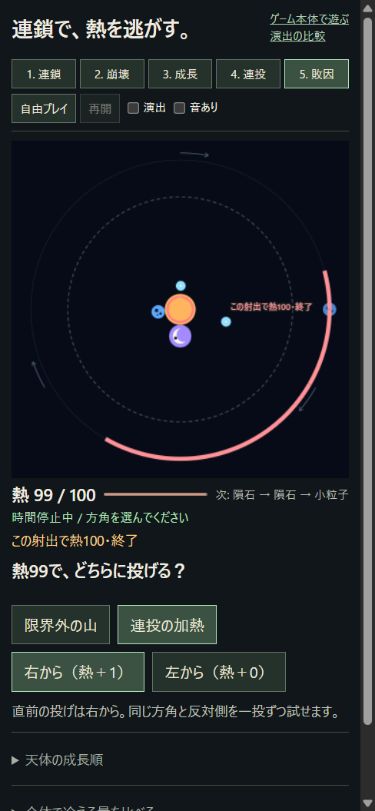 連鎖で、熱を逃がす。
ゲーム本体で遊ぶ
演出の比較
1. 連鎖
2. 崩壊
3. 成長
4. 連投
5. 敗因
自由プレイ
再開
演出
音あり
この射出で熱100・終了
熱 99 / 100
次: 隕石 → 隕石 → 小粒子
時間停止中 / 方角を選んでください
この射出で熱100・終了
熱99で、どちらに投げる？
限界外の山
連投の加熱
右から（熱＋1）
左から（熱＋0）
直前の投げは右から。同じ方角と反対側を一投ずつ試せます。
▶ 天体の成長順